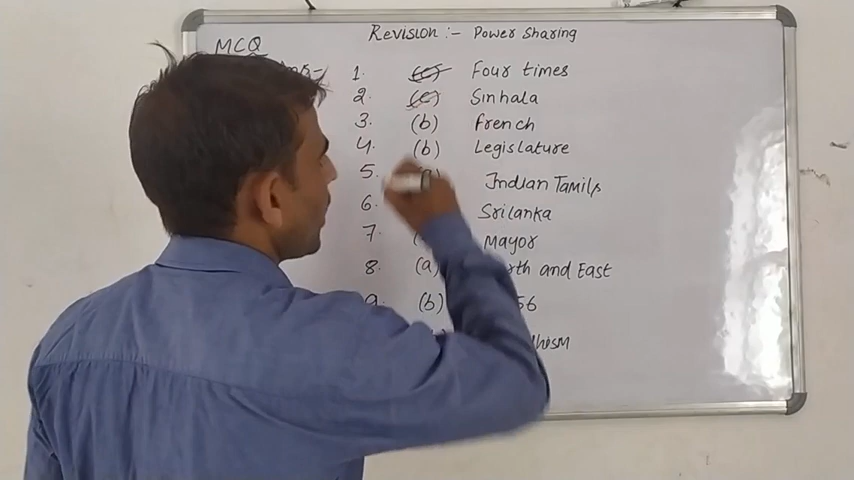 Revision :- Power Sharing
MCQ
1. (c) Four times
2. (c) Sinhala
3. (b) French
4. (b) Legislature
5. Indian Tamils
6. Srilanka
7. Mayor
8. (a) and East
9. (b)